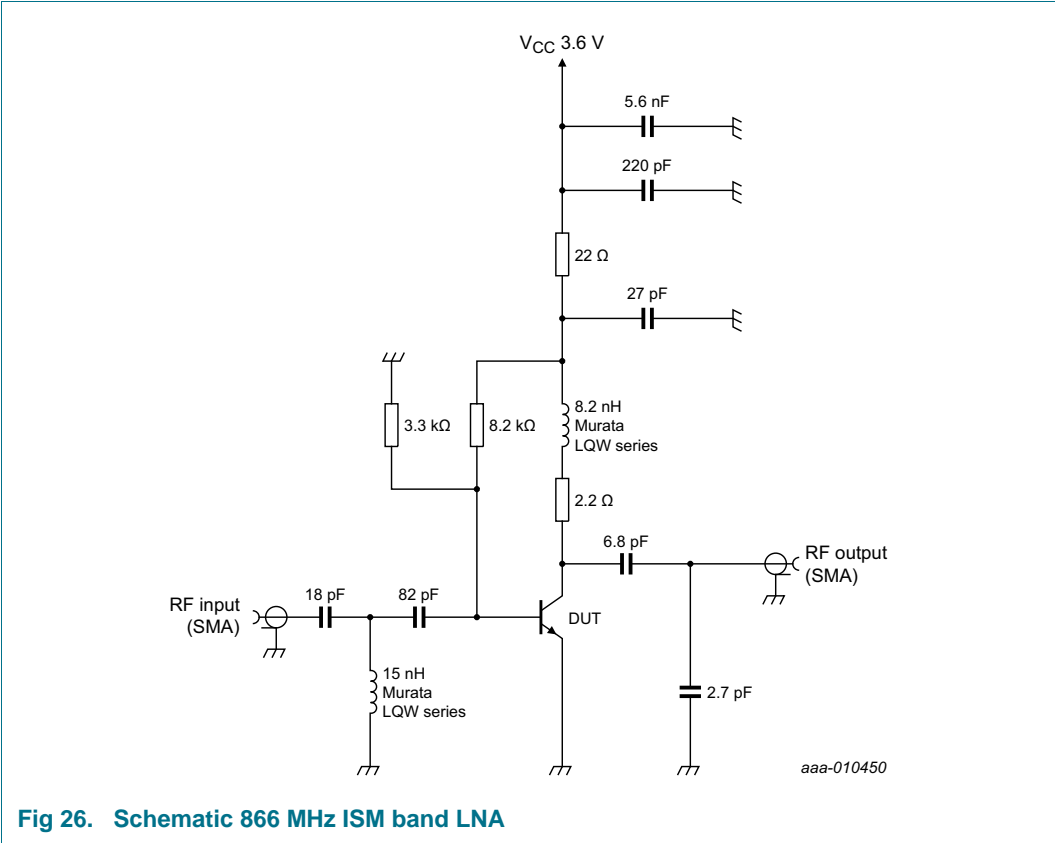 VCC 3.6 V
5.6 nF
220 pF
22 Ω
27 pF
3.3 kΩ
8.2 kΩ
8.2 nH
Murata
LQW series
2.2 Ω
6.8 pF
RF output
(SMA)
RF input
(SMA)
18 pF
82 pF
DUT
15 nH
Murata
LQW series
2.7 pF
aaa-010450
Fig 26. Schematic 866 MHz ISM band LNA